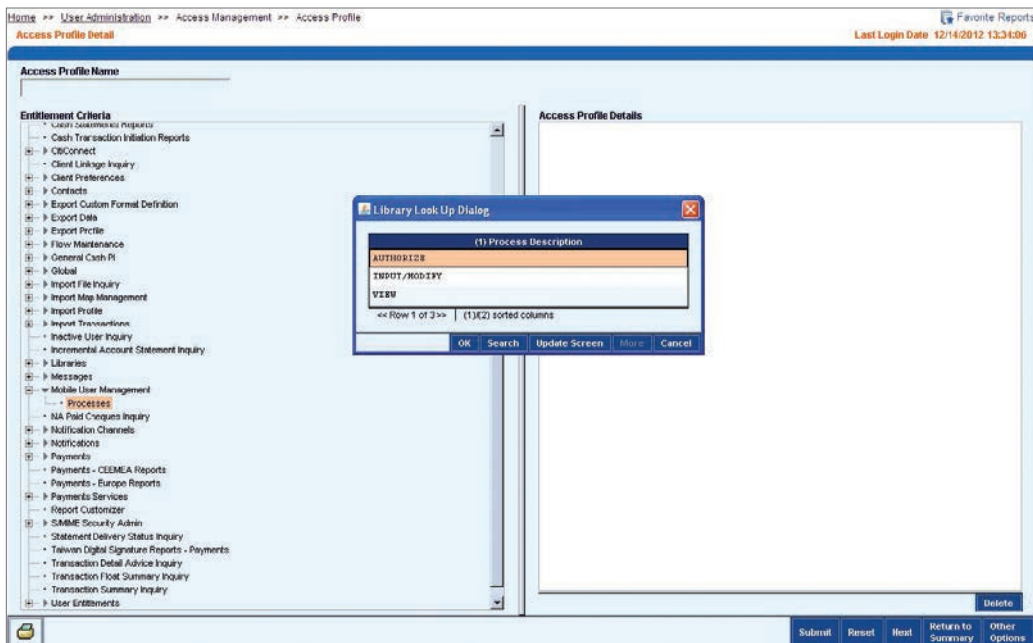 Home >> User Administration >> Access Management >> Access Profile
Favorite Reports
Access Profile Detail
Last Login Date 12/14/2012 13:34:06
Access Profile Name
Entitlement Criteria
Access Profile Details
Cash Statements Reports
Cash Transaction Initiation Reports
CitiConnect
Client Linkage Inquiry
Client Preferences
Contacts
Export Custom Format Definition
Export Data
Export Profile
Flow Maintenance
General Cash PI
Global
Import File Inquiry
Import Map Management
Import Profile
Import Transactions
Inactive User Inquiry
Incremental Account Statement Inquiry
Libraries
Messages
Mobile User Management
Processes
NA Paid Cheques Inquiry
Notification Channels
Notifications
Payments
Payments - CEEMEA Reports
Payments - Europe Reports
Payments Services
Report Customizer
S/MIME Security Admin
Statement Delivery Status Inquiry
Taiwan Digital Signature Reports - Payments
Transaction Detail Advice Inquiry
Transaction Float Summary Inquiry
Transaction Summary Inquiry
User Entitlements
Library Look Up Dialog
(1) Process Description
AUTHORIZE
INPUT/MODIFY
VIEW
<< Row 1 of 3 >> | (1)/(2) sorted columns
OK Search Update Screen More Cancel
Delete
Submit Reset Next Return to Summary Other Options